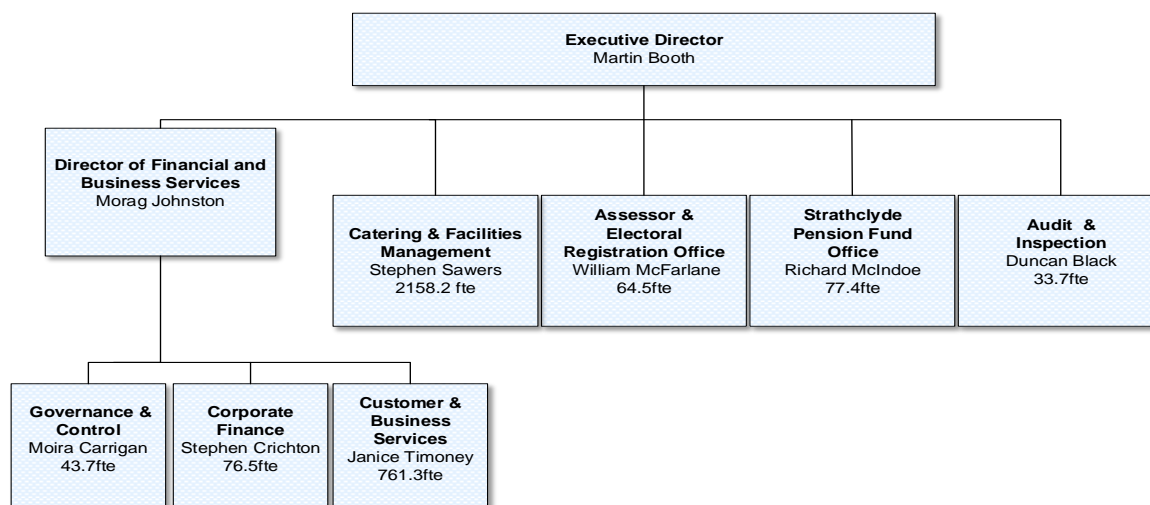 Executive Director
Martin Booth
Director of Financial and
Business Services
Morag Johnston
Catering & Facilities
Management
Stephen Sawers
2158.2 fte
Assessor &
Electoral
Registration Office
William McFarlane
64.5fte
Strathclyde
Pension Fund
Office
Richard McIndoe
77.4fte
Audit & 
Inspection
Duncan Black
33.7fte
Governance &
Control
Moira Carrigan
43.7fte
Corporate
Finance
Stephen Crichton
76.5fte
Customer &
Business
Services
Janice Timoney
761.3fte